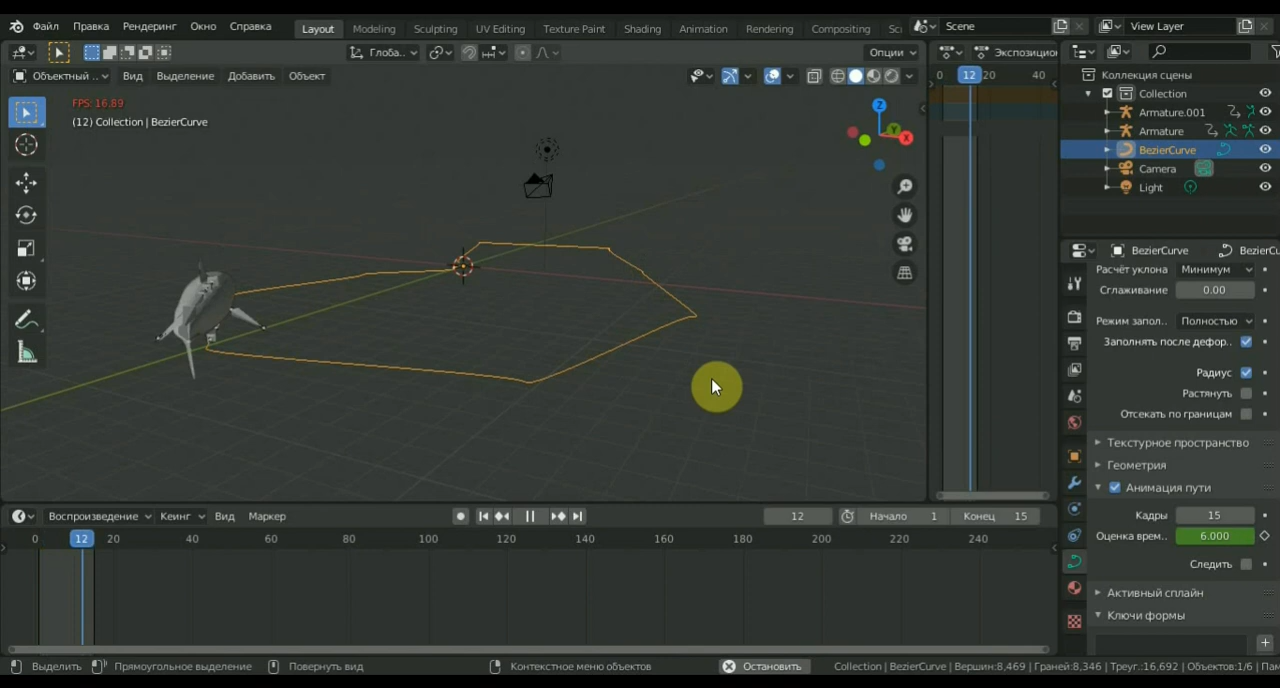 Файл Правка Рендеринг Окно Справка Layout Modeling Sculpting UV Editing Texture Paint Shading Animation Rendering Compositing Sc Scene View Layer
Глоба.. Опции Экспозицион
Объектный .. Вид Выделение Добавить Объект 0 12 20 40 Коллекция сцены
FPS: 16.89 Collection
(12) Collection | BezierCurve Z Y X Armature.001
Armature
BezierCurve
Camera
Light
BezierCurve BezierCu
Расчёт уклона Минимум
Сглаживание 0.00
Режим запол.. Полностью
Заполнять после дефор..
Радиус
Растянуть
Отсекать по границам
Текстурное пространство
Геометрия
Анимация пути
Воспроизведение Кеинг Вид Маркер 12 Начало 1 Конец 15 Кадры 15
0 12 20 40 60 80 100 120 140 160 180 200 220 240 Оценка врем.. 6.000
Следить
Активный сплайн
Ключи формы
Выделить Прямоугольное выделение Повернуть вид Контекстное меню объектов Остановить Collection | BezierCurve | Вершин:8,469 | Граней:8,346 | Треуг.:16,692 | Объектов:1/6 | Пам